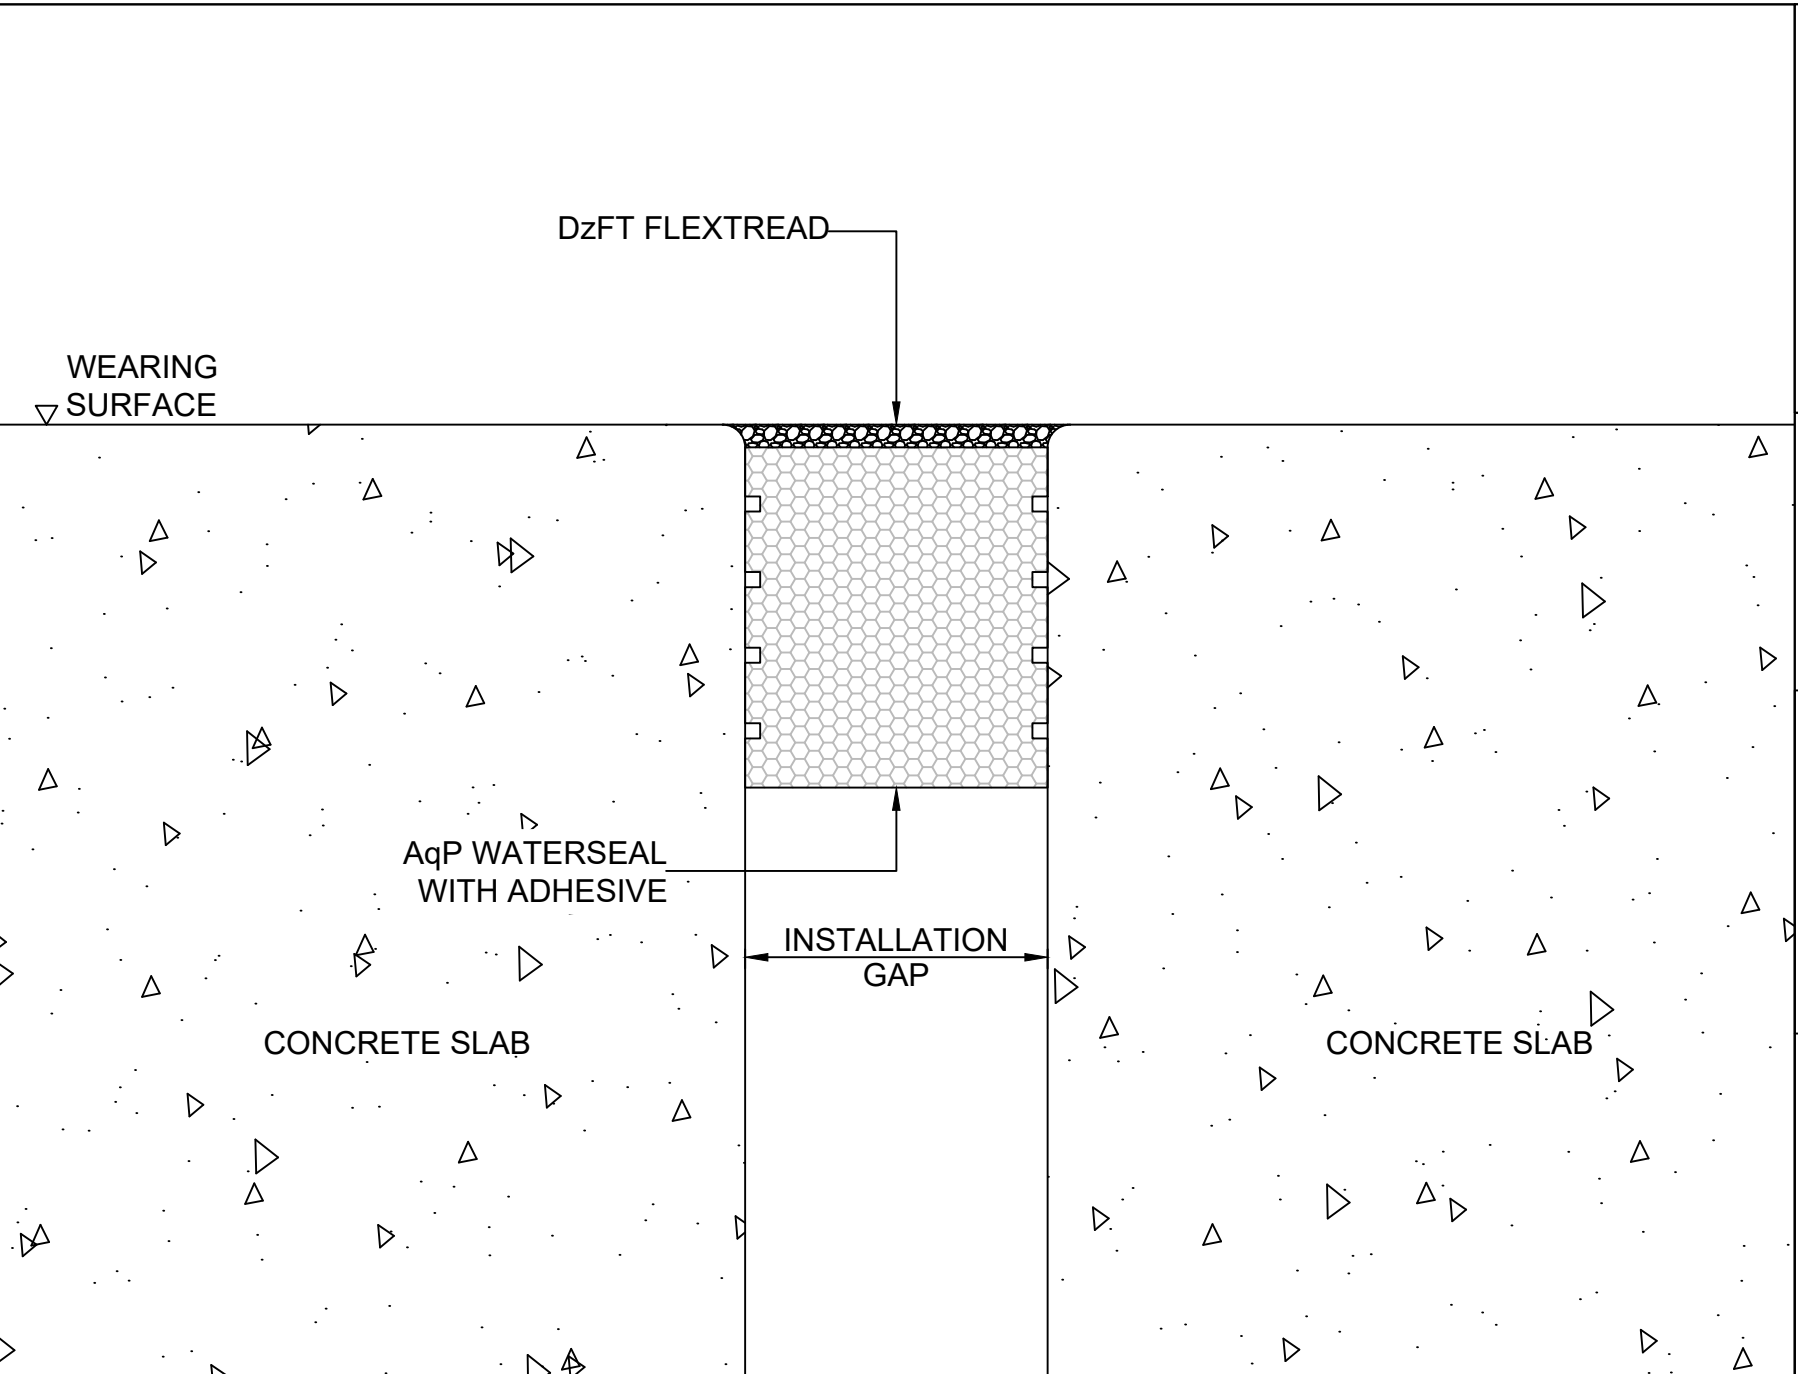 DzFT FLEXTREAD
WEARING
SURFACE
AqP WATERSEAL
WITH ADHESIVE
INSTALLATION
GAP
CONCRETE SLAB
CONCRETE SLAB